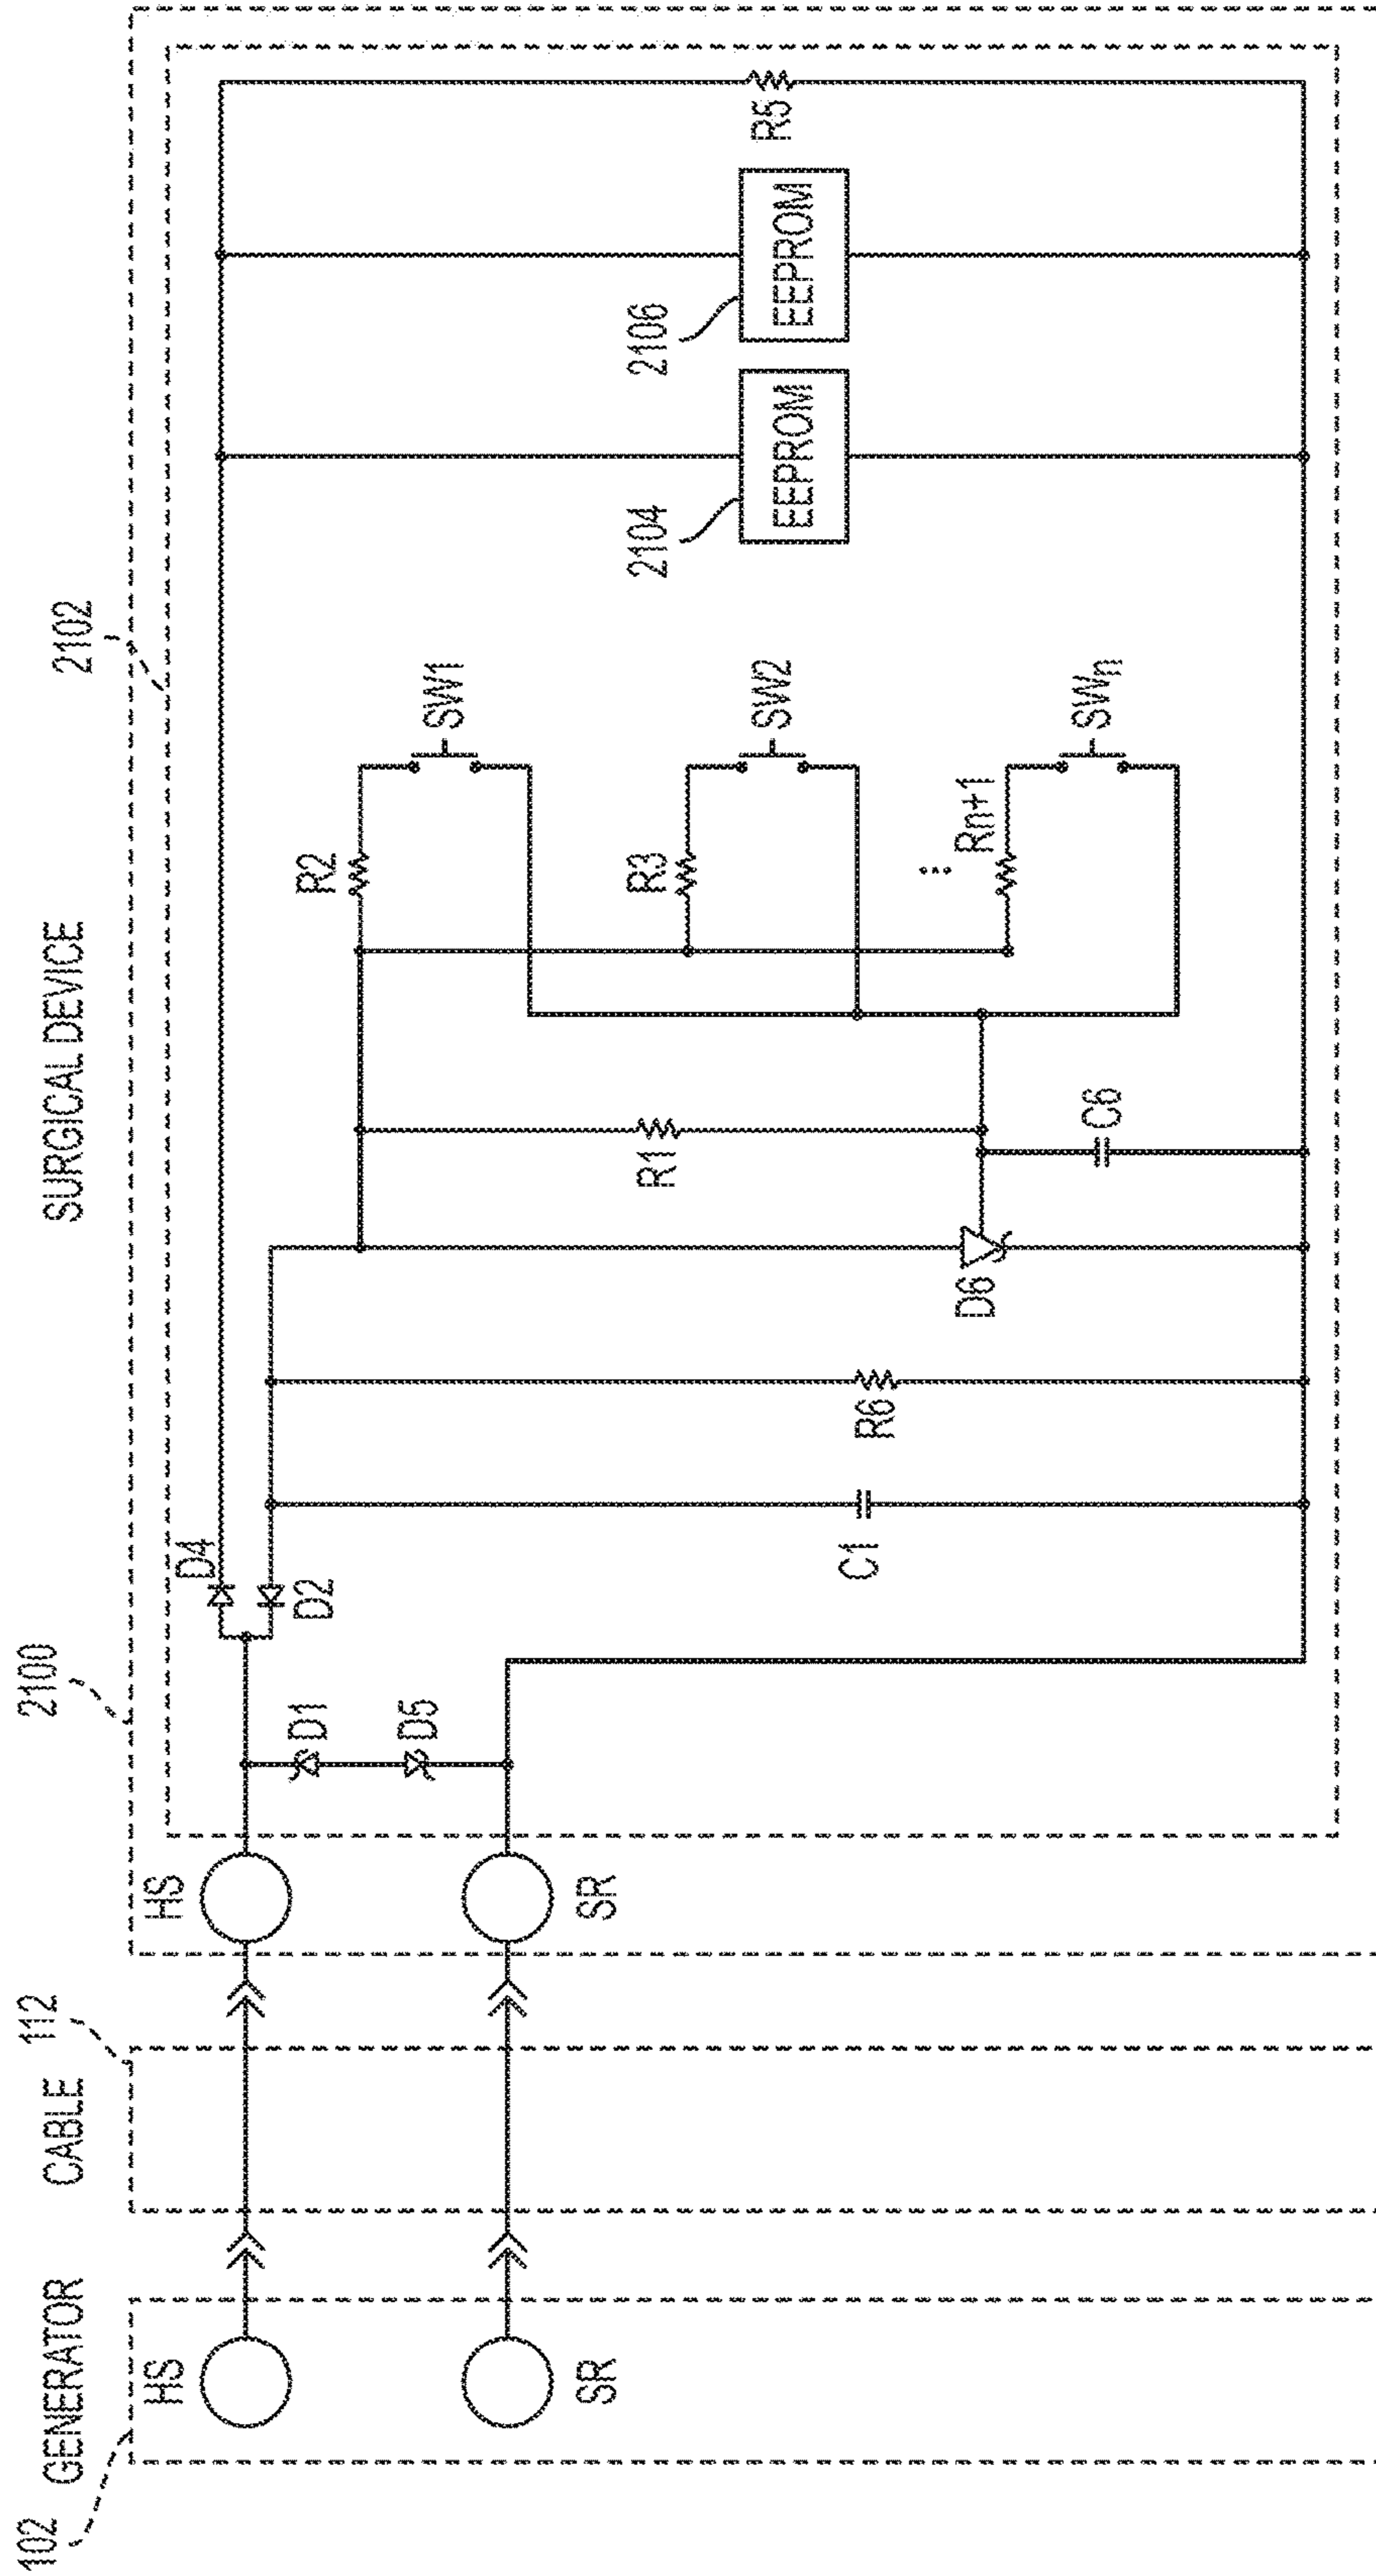 102
GENERATOR
CABLE
112
2100
SURGICAL DEVICE
2102
HS
HS
SR
SR
D1
D5
D4
D2
C1
R6
D6
R1
C6
R2
SW1
R3
SW2
⋮
Rn+1
SWn
2104
EEPROM
2106
EEPROM
R5